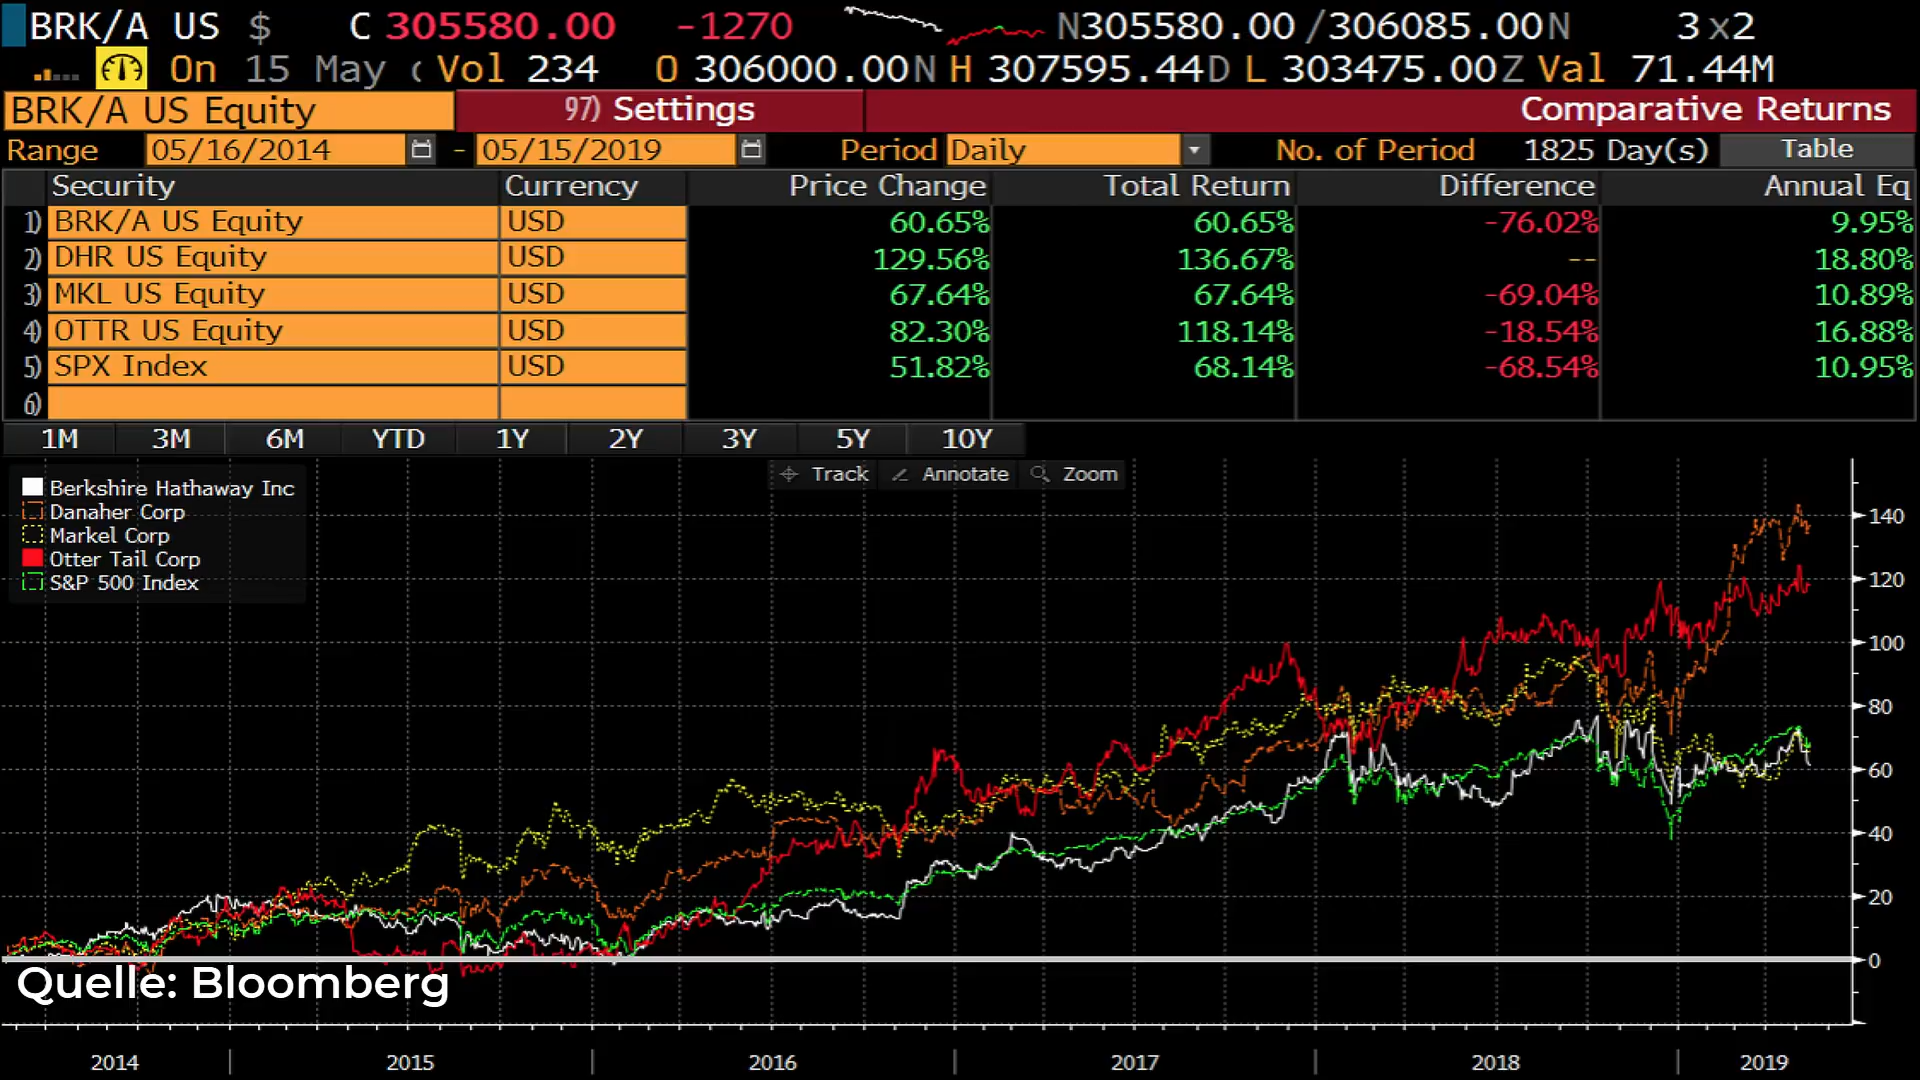 BRK/A US $ C 305580.00 -1270 N305580.00 /306085.00N 3x2
On 15 May Vol 234 O 306000.00N H 307595.44D L 303475.00Z Val 71.44M
BRK/A US Equity 97) Settings Comparative Returns
Range 05/16/2014 - 05/15/2019 Period Daily No. of Period 1825 Day(s) Table
Security Currency Price Change Total Return Difference Annual Eq
1) BRK/A US Equity USD 60.65% 60.65% -76.02% 9.95%
2) DHR US Equity USD 129.56% 136.67% -- 18.80%
3) MKL US Equity USD 67.64% 67.64% -69.04% 10.89%
4) OTTR US Equity USD 82.30% 118.14% -18.54% 16.88%
5) SPX Index USD 51.82% 68.14% -68.54% 10.95%
6)
1M 3M 6M YTD 1Y 2Y 3Y 5Y 10Y
Track Annotate Zoom
Berkshire Hathaway Inc
Danaher Corp
Markel Corp
Otter Tail Corp
S&P 500 Index
140
120
100
80
60
40
20
0
Quelle: Bloomberg
2014 2015 2016 2017 2018 2019